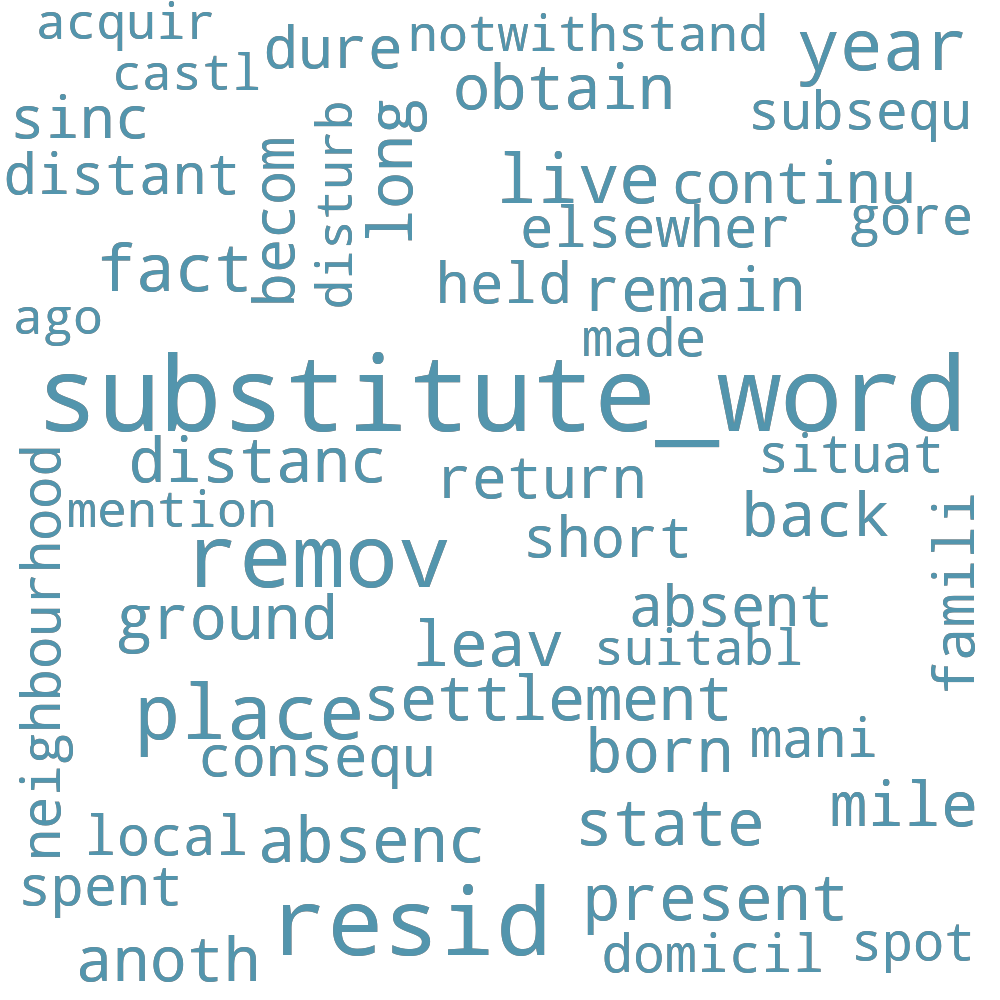 acquir
dure
notwithstand
year
castl
obtain
sinc
subsequ
distant
becom
disturb
long
live
continu
elsewher
gore
fact
held
remain
ago
made
substitute_word
distanc
situat
return
mention
back
short
remov
neighbourhood
famili
absent
ground
leav
suitabl
place
settlement
consequ
born
mani
mile
local
absenc
state
spent
resid
present
anoth
domicil
spot